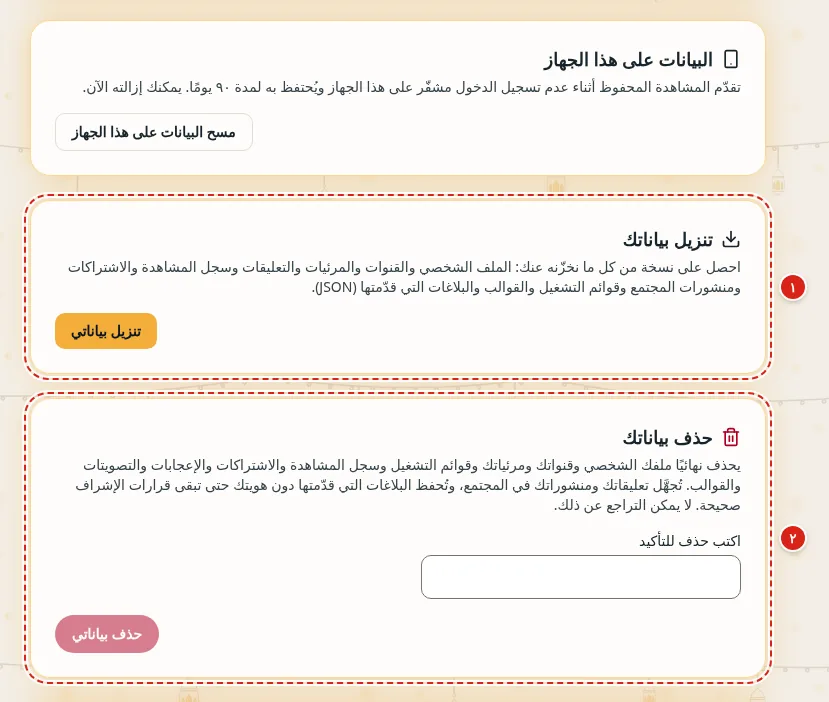 البيانات على هذا الجهاز
تقدّم المشاهدة المحفوظ أثناء عدم تسجيل الدخول مشفّر على هذا الجهاز ويُحتفظ به لمدة ٩٠ يومًا. يمكنك إزالته الآن.
مسح البيانات على هذا الجهاز
تنزيل بياناتك
احصل على نسخة من كل ما نخزّنه عنك: الملف الشخصي والقنوات والمرئيات والتعليقات وسجل المشاهدة والاشتراكات
ومنشورات المجتمع وقوائم التشغيل والقوالب والبلاغات التي قدّمتها (JSON).
١
تنزيل بياناتي
حذف بياناتك
يحذف نهائيًا ملفك الشخصي وقنواتك ومرئياتك وقوائم التشغيل وسجل المشاهدة والاشتراكات والإعجابات والتصويتات
والقوالب. تُجهَّل تعليقاتك ومنشوراتك في المجتمع، وتُحفظ البلاغات التي قدّمتها دون هويتك حتى تبقى قرارات الإشراف
صحيحة. لا يمكن التراجع عن ذلك.
٢
اكتب حذف للتأكيد
حذف بياناتي